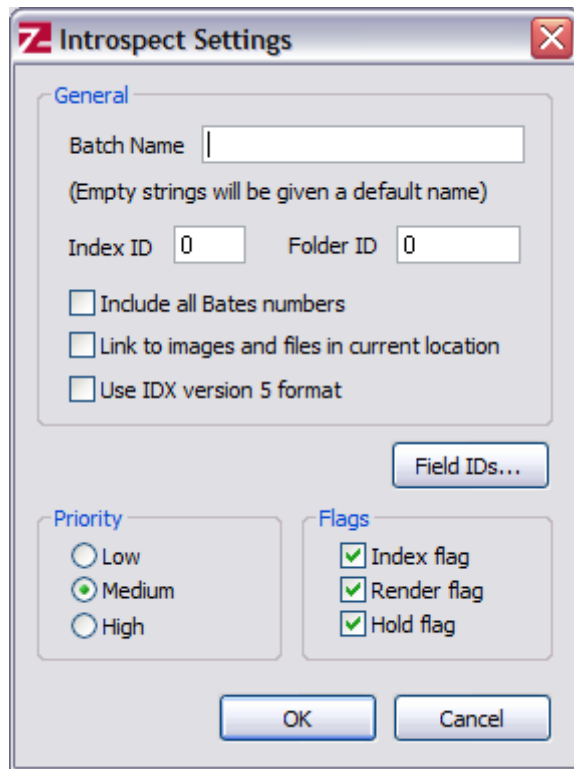 Introspect Settings
General
Batch Name
(Empty strings will be given a default name)
Index ID 0 Folder ID 0
Include all Bates numbers
Link to images and files in current location
Use IDX version 5 format
Field IDs...
Priority
Low
Medium
High
Flags
Index flag
Render flag
Hold flag
OK Cancel